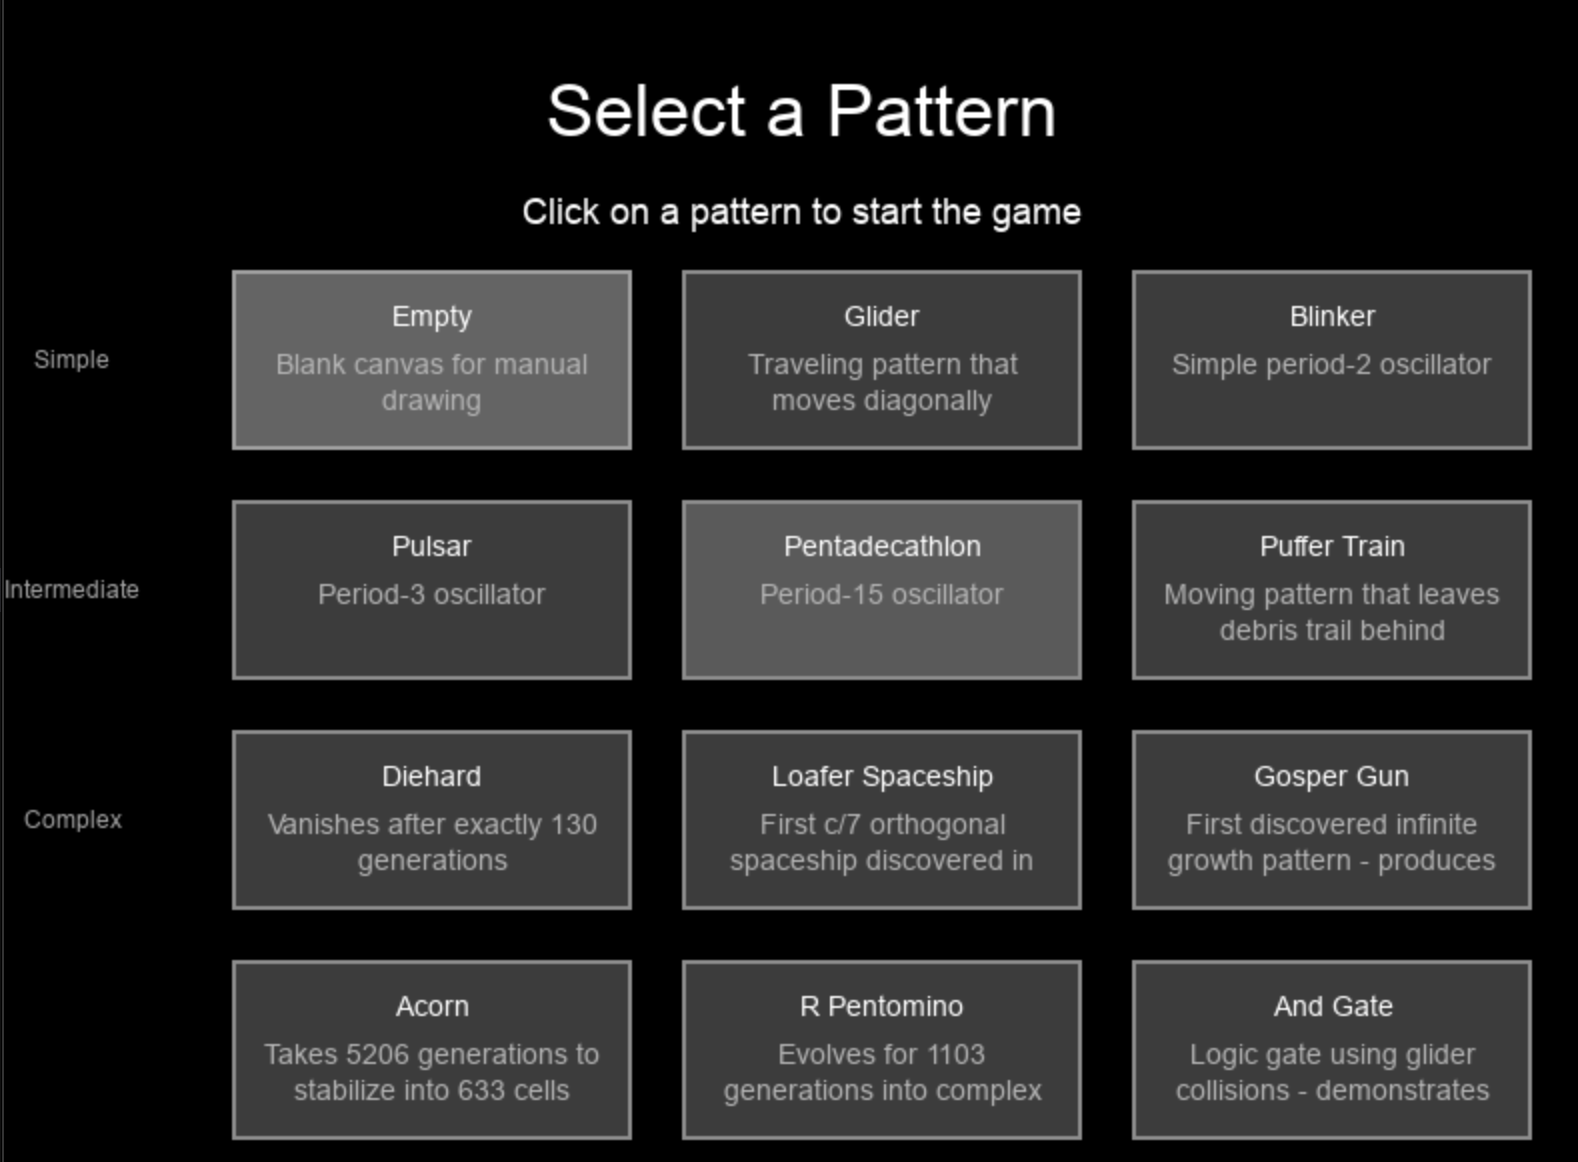 Select a Pattern
Click on a pattern to start the game
Simple
Empty
Blank canvas for manual
drawing
Glider
Traveling pattern that
moves diagonally
Blinker
Simple period-2 oscillator
Intermediate
Pulsar
Period-3 oscillator
Pentadecathlon
Period-15 oscillator
Puffer Train
Moving pattern that leaves
debris trail behind
Complex
Diehard
Vanishes after exactly 130
generations
Loafer Spaceship
First c/7 orthogonal
spaceship discovered in
Gosper Gun
First discovered infinite
growth pattern - produces
Acorn
Takes 5206 generations to
stabilize into 633 cells
R Pentomino
Evolves for 1103
generations into complex
And Gate
Logic gate using glider
collisions - demonstrates